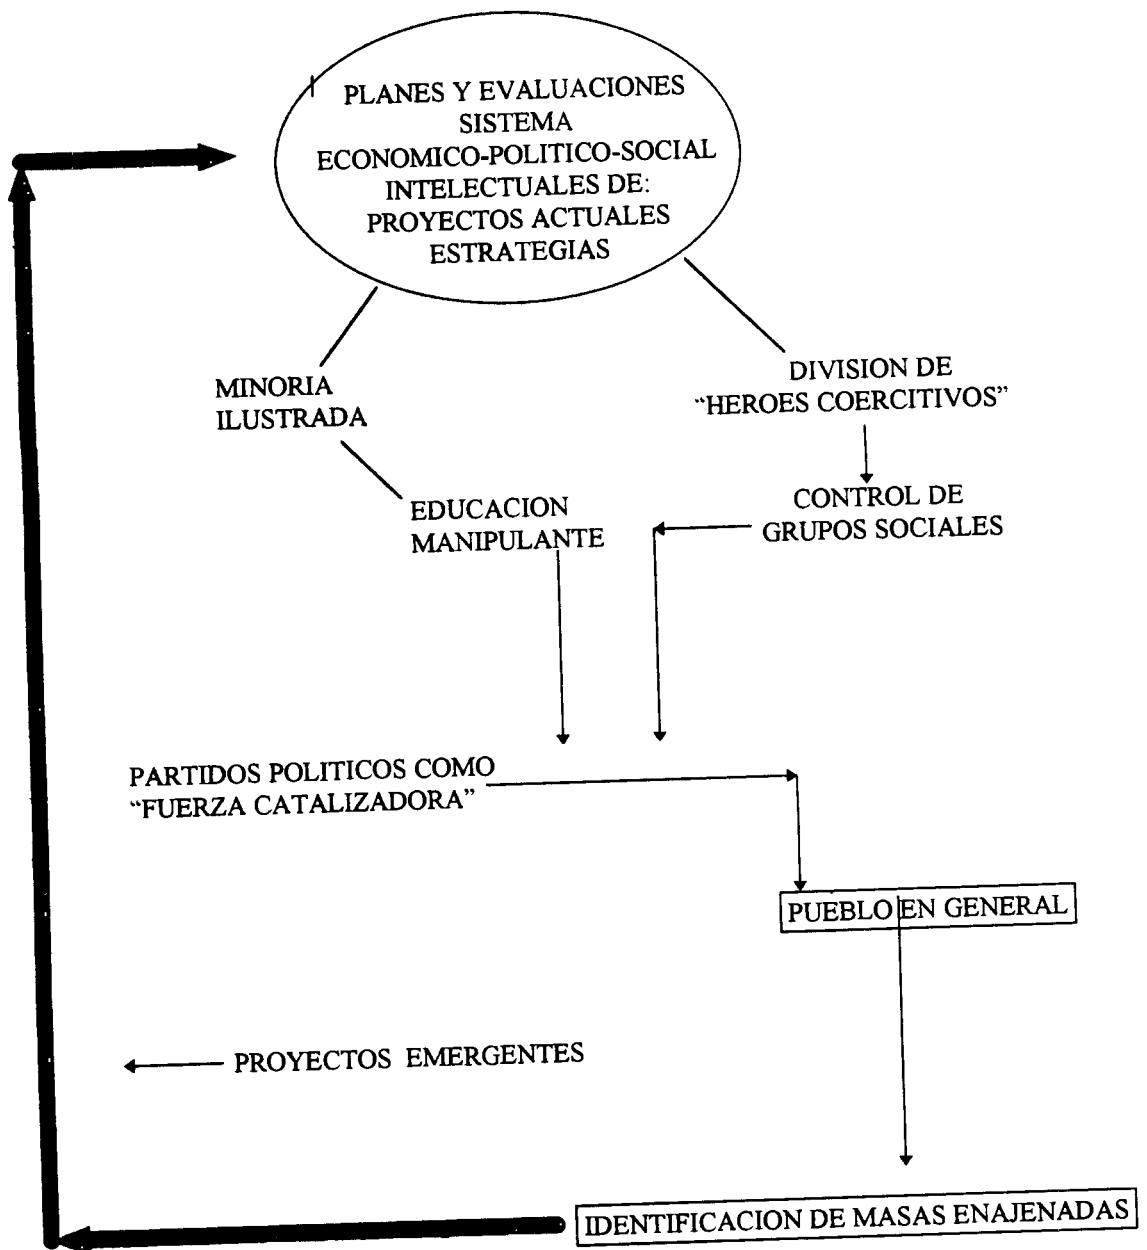 PLANES Y EVALUACIONES
SISTEMA
ECONOMICO-POLITICO-SOCIAL
INTELECTUALES DE:
PROYECTOS ACTUALES
ESTRATEGIAS
MINORIA
ILUSTRADA
DIVISION DE
“HEROES COERCITIVOS”
EDUCACION
MANIPULANTE
CONTROL DE
GRUPOS SOCIALES
PARTIDOS POLITICOS COMO
“FUERZA CATALIZADORA”
PUEBLO EN GENERAL
PROYECTOS EMERGENTES
IDENTIFICACION DE MASAS ENAJENADAS